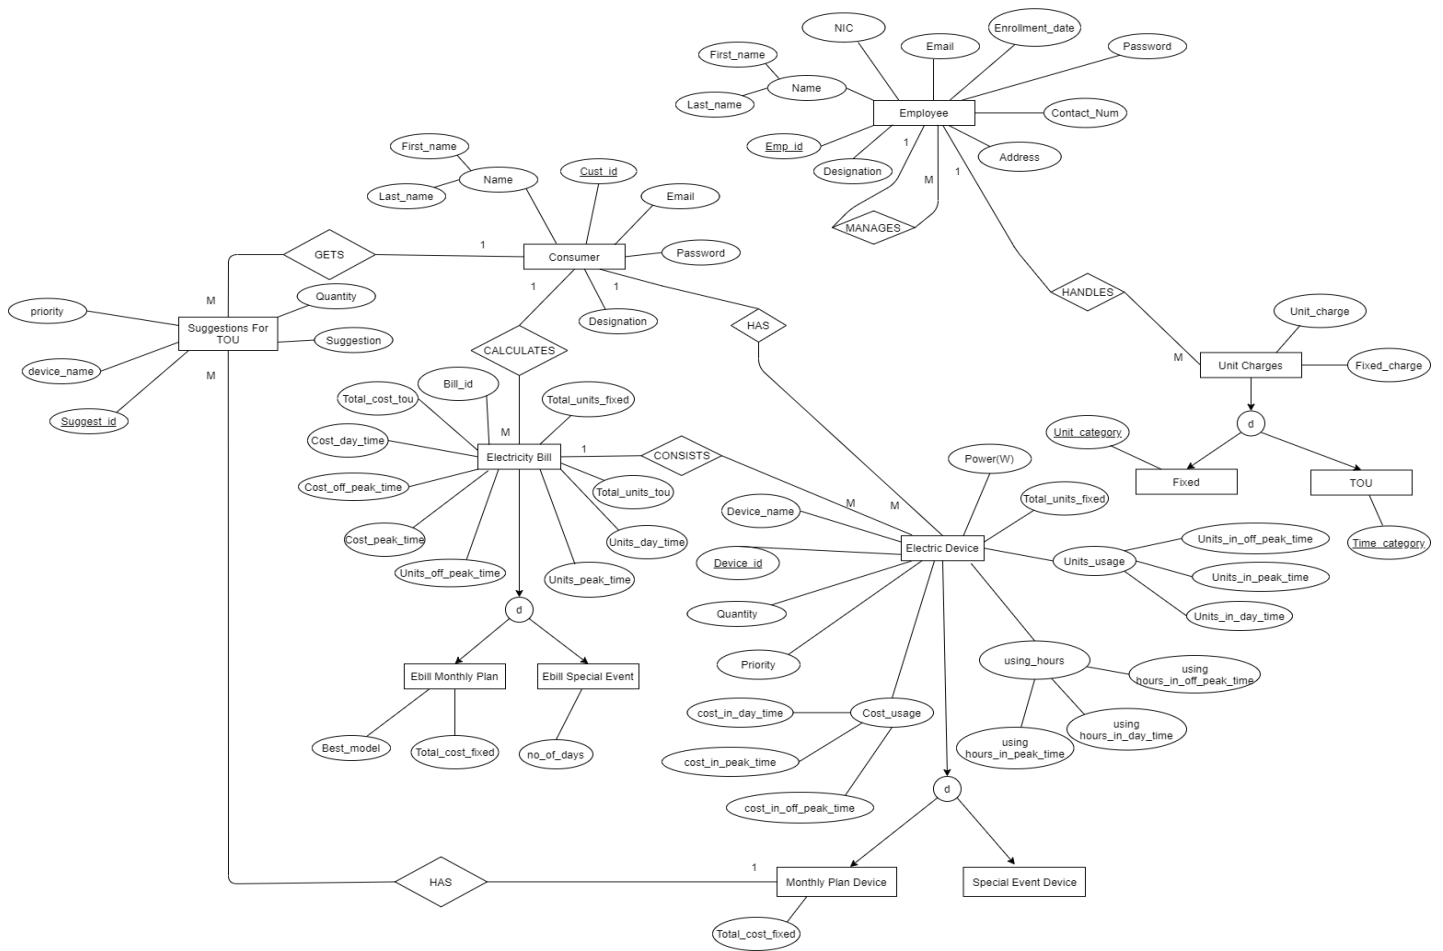 NIC
Enrollment_date
Email
Password
First_name
Name
Last_name
Employee
Contact_Num
Emp_id
1
Address
Designation
M
1
MANAGES
First_name
Name
Last_name
Cust_id
Email
GETS
1
Consumer
Password
M
1
1
Designation
HANDLES
priority
Quantity
Suggestions For
TOU
Suggestion
device_name
M
Suggest_id
CALCULATES
HAS
Unit_charge
M
Unit Charges
Fixed_charge
d
Unit_category
Fixed
TOU
Time_category
Bill_id
Total_cost_tou
Total_units_fixed
Cost_day_time
M
Electricity Bill
1
CONSISTS
Cost_off_peak_time
Total_units_tou
M
M
Cost_peak_time
Units_day_time
Units_off_peak_time
Units_peak_time
d
Ebill Monthly Plan
Ebill Special Event
Best_model
Total_cost_fixed
no_of_days
Power(W)
Total_units_fixed
Device_name
Electric Device
Device_id
Units_usage
Units_in_off_peak_time
Units_in_peak_time
Units_in_day_time
Quantity
Priority
using_hours
using
hours_in_off_peak_time
using
hours_in_day_time
using
hours_in_peak_time
Cost_usage
cost_in_day_time
cost_in_peak_time
cost_in_off_peak_time
d
HAS
1
Monthly Plan Device
Special Event Device
Total_cost_fixed